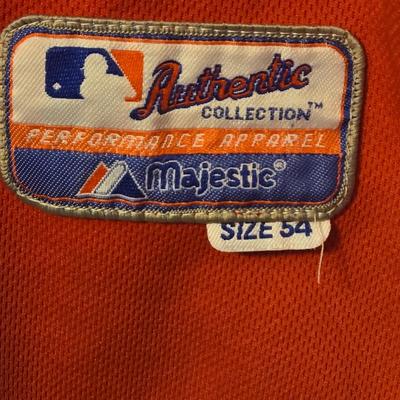 Authentic
COLLECTION™
PERFORMANCE APPAREL
Majestic®
SIZE 54